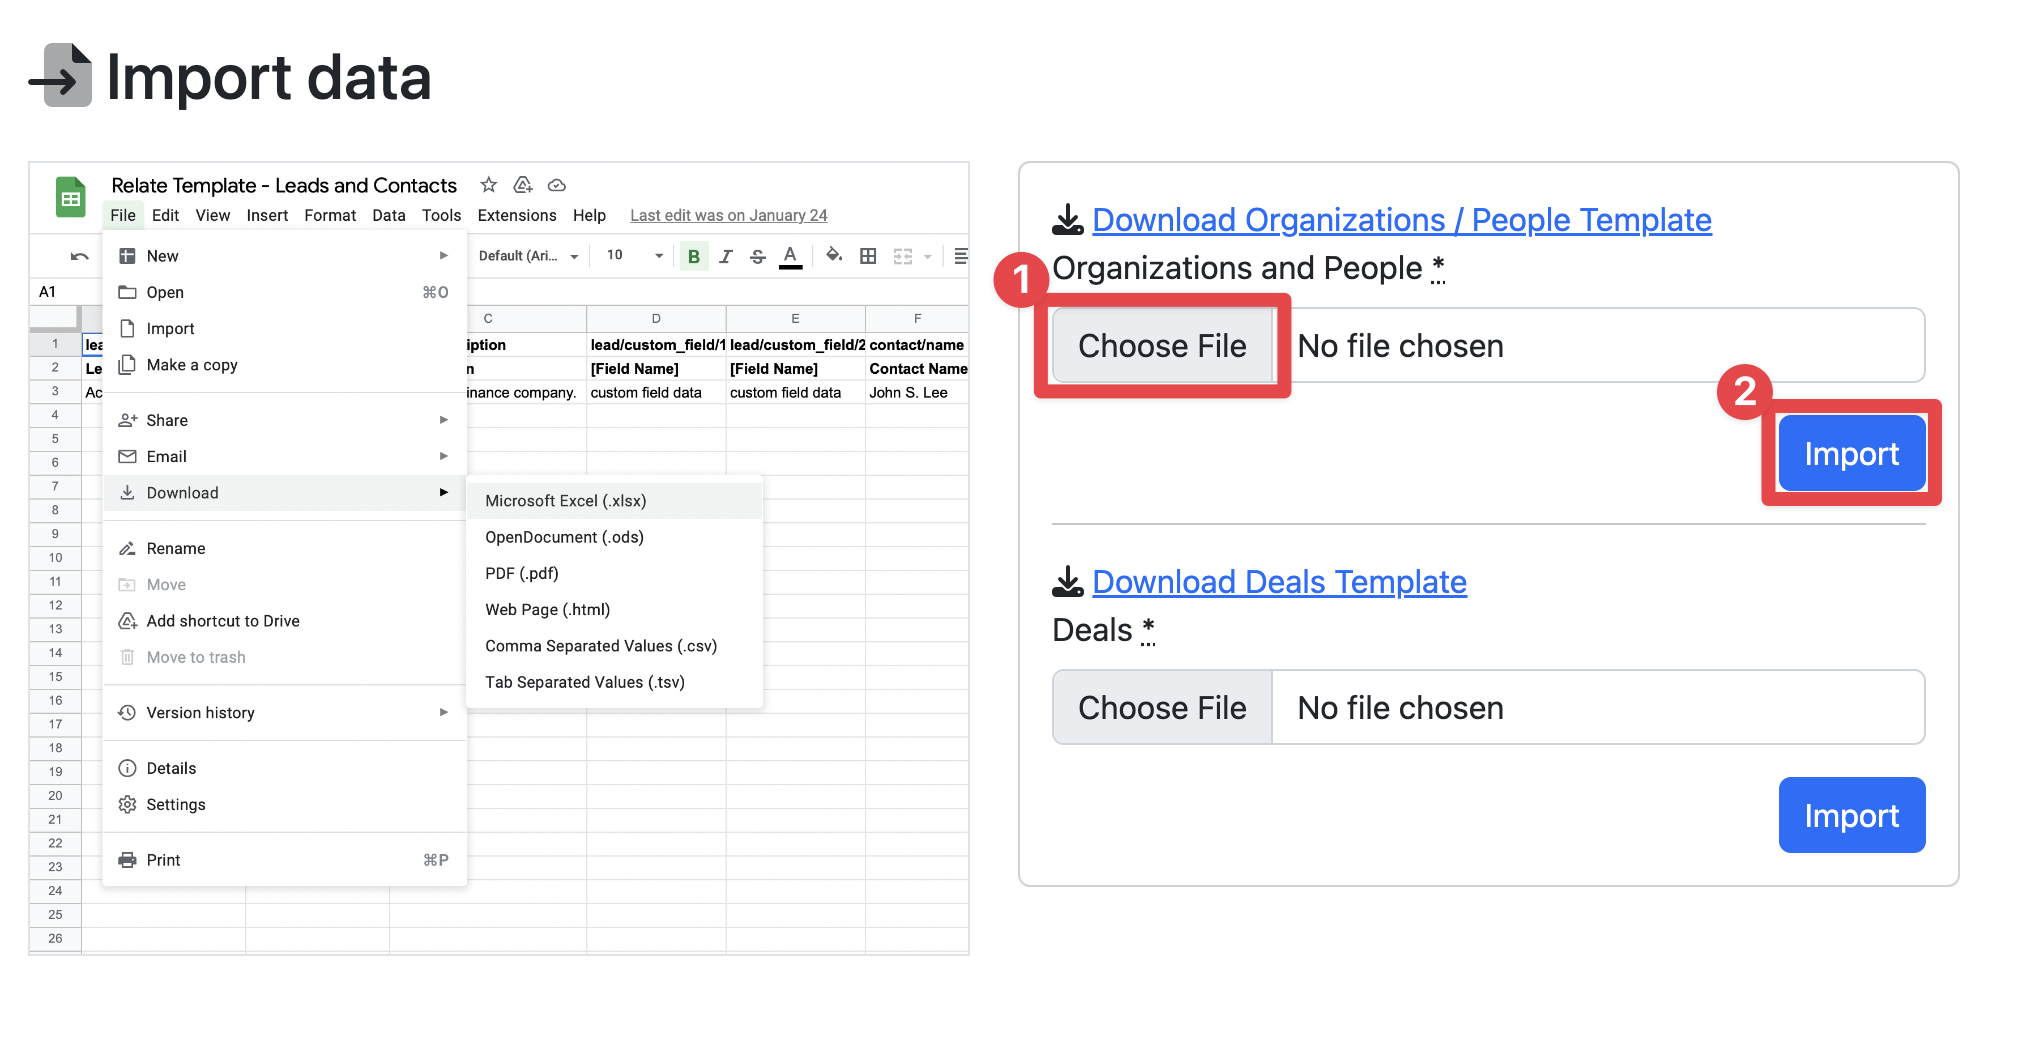 Import data
Relate Template - Leads and Contacts
File Edit View Insert Format Data Tools Extensions Help Last edit was on January 24
Default (Ari... 10 B I S A
A1
New
Open ⌘O
Import
Make a copy
Share
Email
Download
Rename
Move
Add shortcut to Drive
Move to trash
Version history
Details
Settings
Print ⌘P
Microsoft Excel (.xlsx)
OpenDocument (.ods)
PDF (.pdf)
Web Page (.html)
Comma Separated Values (.csv)
Tab Separated Values (.tsv)
C D E F
1 lea iption lead/custom_field/1 lead/custom_field/2 contact/name
2 Le n [Field Name] [Field Name] Contact Name
3 Ac inance company. custom field data custom field data John S. Lee
4
5
6
7
8
9
10
11
12
13
14
15
16
17
18
19
20
21
22
23
24
25
26
Download Organizations / People Template
1
Organizations and People *
Choose File No file chosen
2
Import
Download Deals Template
Deals *
Choose File No file chosen
Import